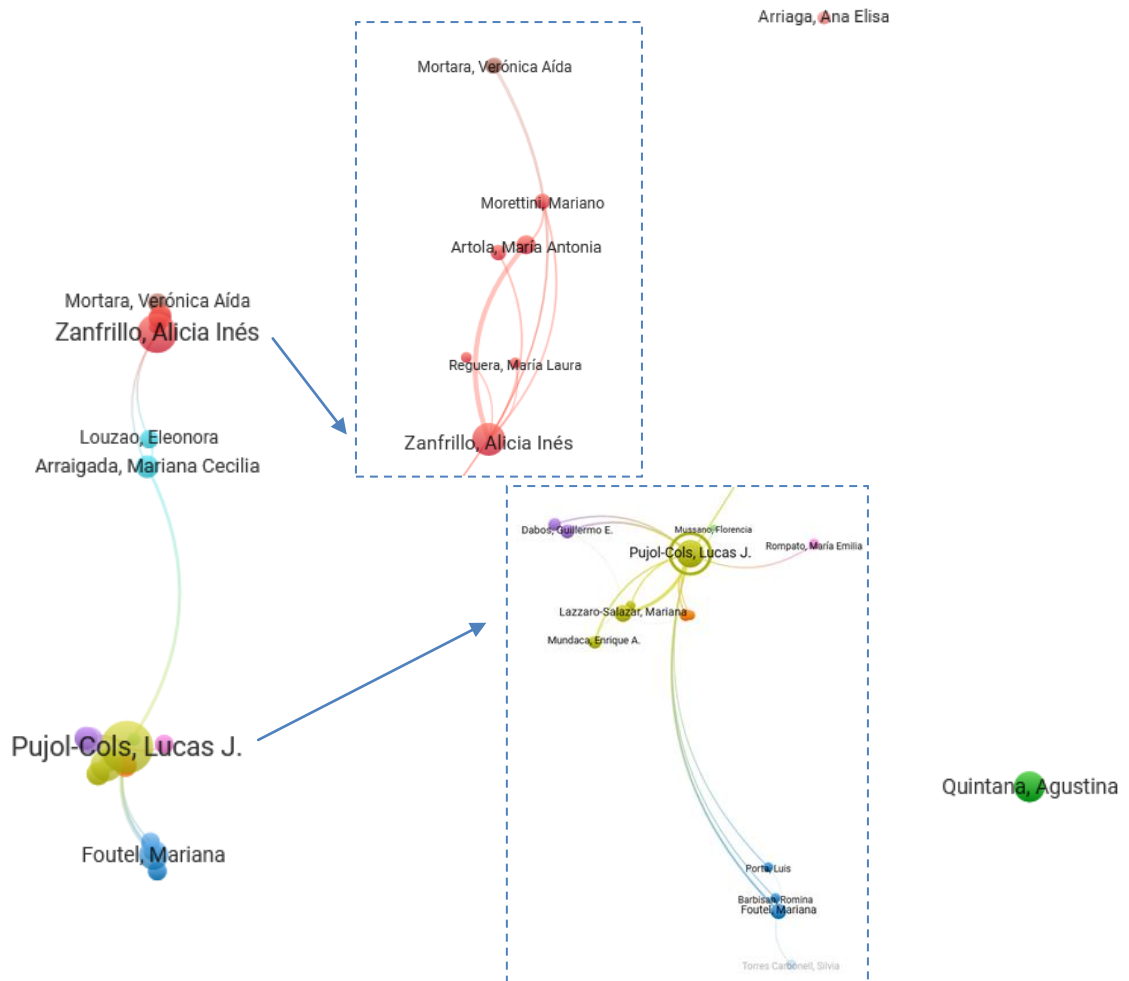 Arriaga, Ana Elisa
Mortara, Verónica Aída
Morettini, Mariano
Artola, María Antonia
Reguera, María Laura
Zanfrillo, Alicia Inés
Mortara, Verónica Aída
Zanfrillo, Alicia Inés
Louzao, Eleonora
Arraigada, Mariana Cecilia
Pujol-Cols, Lucas J.
Foutel, Mariana
Dabos, Guillermo E.
Mussano, Florencia
Pujol-Cols, Lucas J.
Rompato, María Emilia
Lazzaro-Salazar, Mariana
Mundaca, Enrique A.
Porta, Luis
Barbisan, Romina
Foutel, Mariana
Torres Carbonell, Silvia
Quintana, Agustina